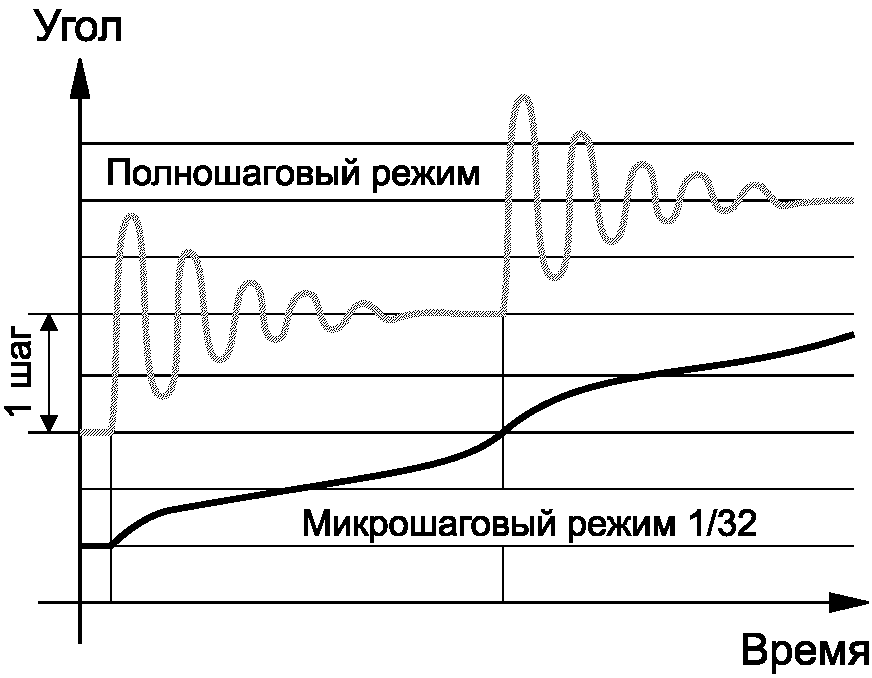 Угол
Полношаговый режим
1 шаг
Микрошаговый режим 1/32
Время